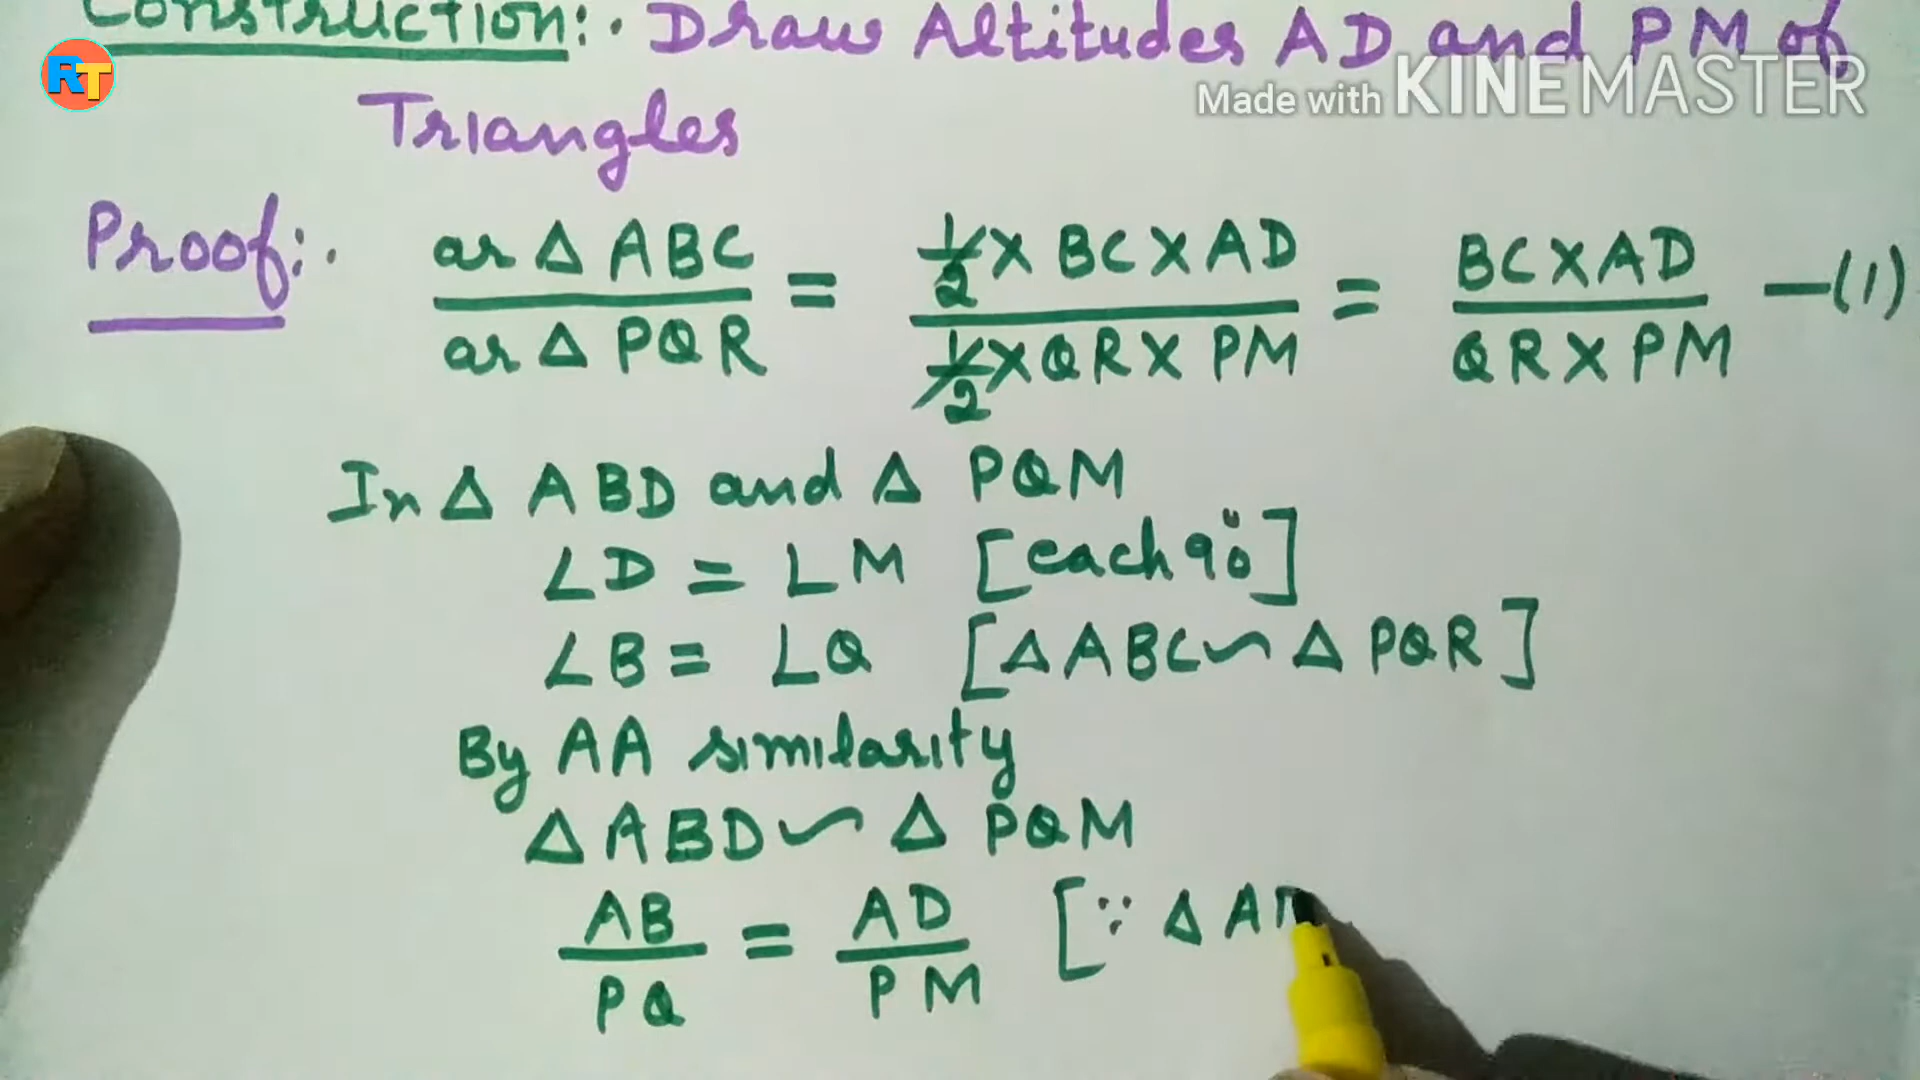 Construction:- Draw Altitudes AD and PM of
RT
Made with KINEMASTER
Triangles
Proof:- ar Δ ABC / ar Δ PQR = 1/2 X BC X AD / 1/2 X QR X PM = BC X AD / QR X PM —(1)
In Δ ABD and Δ PQM
∠D = ∠M [each 90°]
∠B = ∠Q [Δ ABC ~ Δ PQR]
By AA similarity
Δ ABD ~ Δ PQM
AB / PQ = AD / PM [∵ Δ A